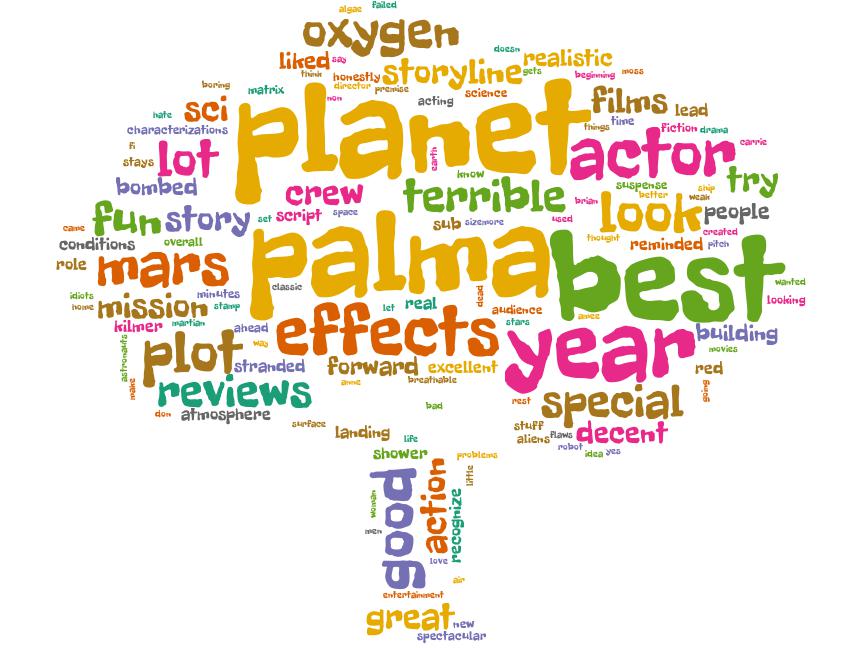 algae
failed
oxygen
doesn
liked
say
storyline
realistic
gets
think
honestly
beginning
moss
boring
matrix
director
premise
science
non
acting
films
lead
hate
sci
planet
things
time
characterizations
fiction
drama
fi
stays
lot
earth
actor
carrie
bombed
crew
know
terrible
suspense
ship
try
better
weak
fun
story
set
script
space
sub
sizemore
used
brian
look
people
came
created
conditions
overall
thought
reminded
pitch
role
mars
palma
best
classic
dead
wanted
idiots
minutes
looking
home
mission
stamp
let
real
audience
amee
kilmer
martian
ahead
effects
stars
year
building
astronauts
plot
way
movies
stranded
forward
excellent
red
make
reviews
anne
breathable
going
rest
special
don
atmosphere
bad
surface
landing
stuff
aliens
flaws
decent
life
robot
idea
yes
shower
problems
good
action
little
woman
recognize
men
love
air
entertainment
great
new
spectacular